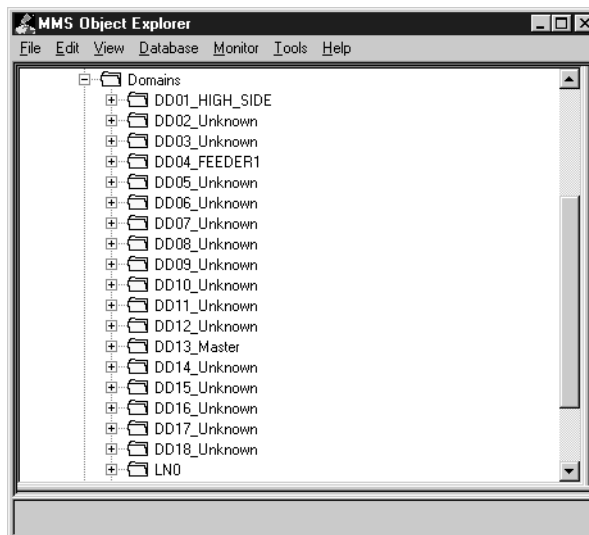 MMS Object Explorer
File Edit View Database Monitor Tools Help
Domains
DD01_HIGH_SIDE
DD02_Unknown
DD03_Unknown
DD04_FEEDER1
DD05_Unknown
DD06_Unknown
DD07_Unknown
DD08_Unknown
DD09_Unknown
DD10_Unknown
DD11_Unknown
DD12_Unknown
DD13_Master
DD14_Unknown
DD15_Unknown
DD16_Unknown
DD17_Unknown
DD18_Unknown
LN0